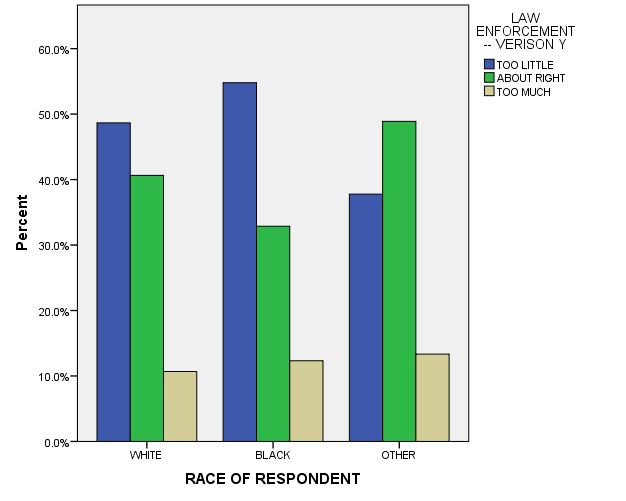 LAW
ENFORCEMENT
-- VERISON Y
TOO LITTLE
ABOUT RIGHT
TOO MUCH
60.0%
50.0%
40.0%
30.0%
20.0%
10.0%
0.0%
Percent
WHITE
BLACK
OTHER
RACE OF RESPONDENT